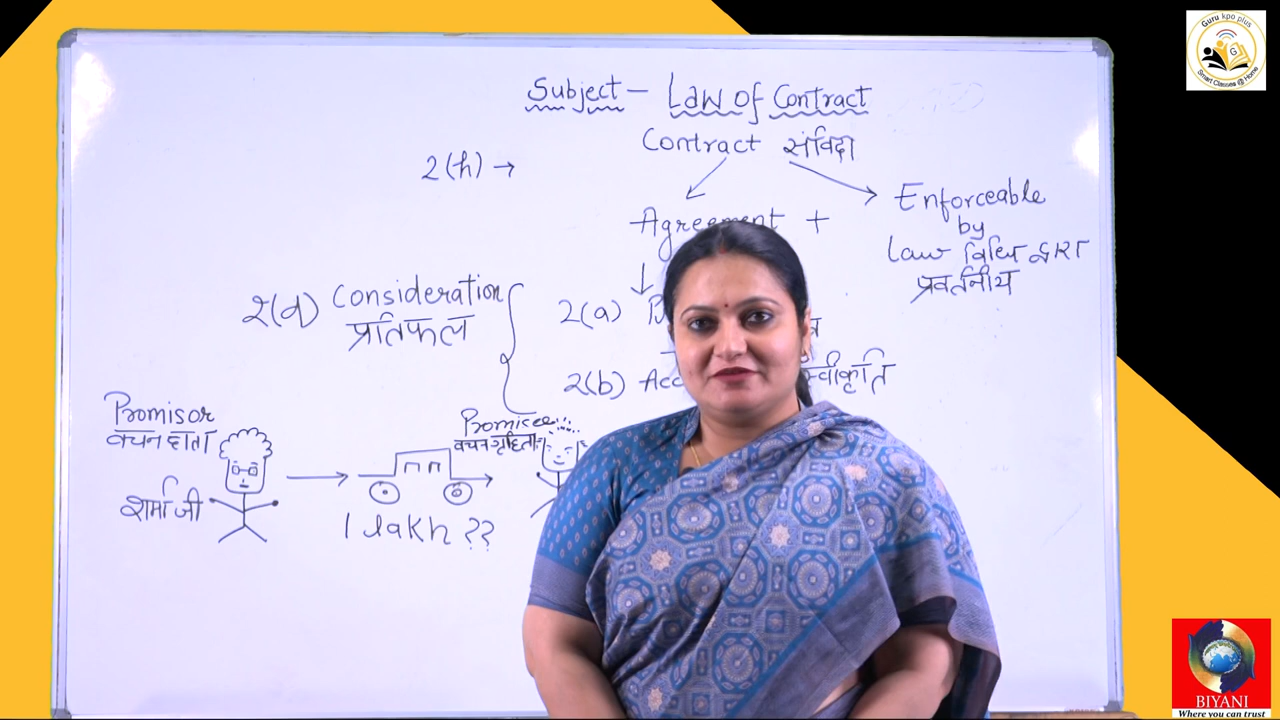 Guru kpo plus
G
Smart Classes @ Home
Subject - Law of Contract
Contract संविदा
2(h) →
Agreement +
Enforceable
by
Law विधि द्वारा
प्रवर्तनीय
2(d) Consideration
प्रतिफल
2(a)
2(b) Acc स्वीकृति
Promisor
वचनदाता
शर्मा जी
Promicee
वचनगृहिता
1 lakh ??
BIYANI
Where you can trust